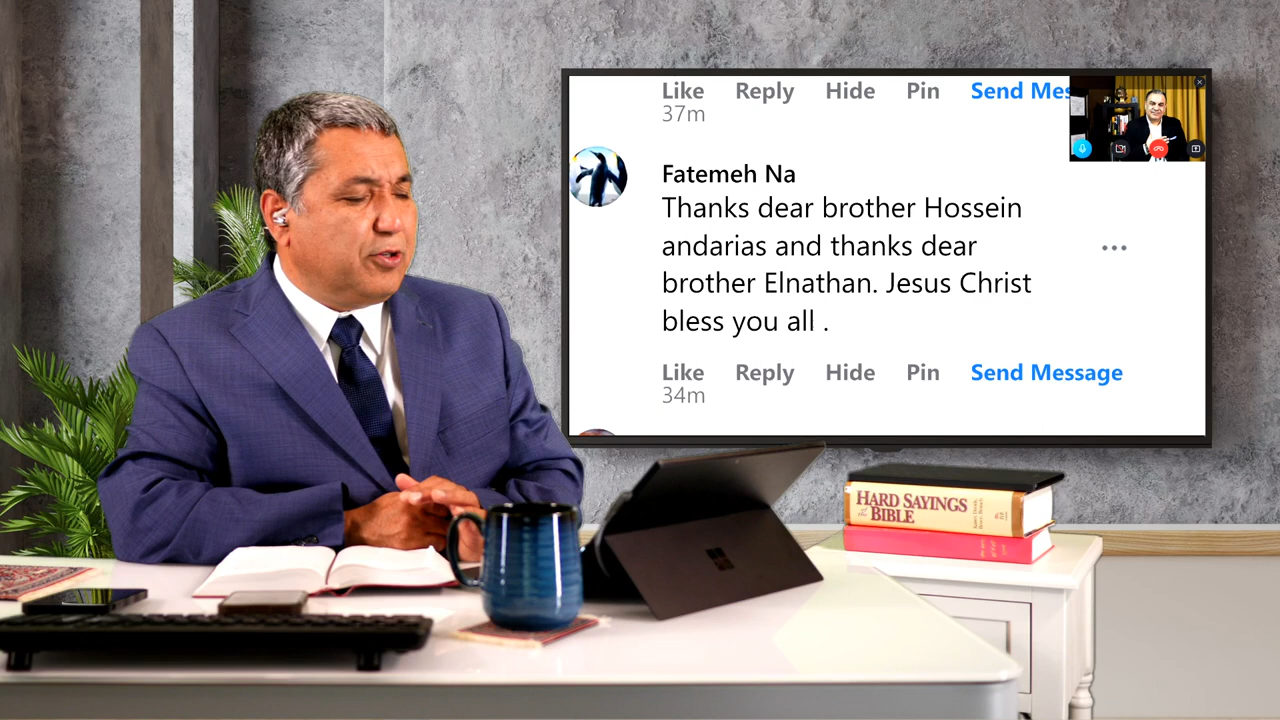 Like Reply Hide Pin Send Mes
37m
Fatemeh Na
Thanks dear brother Hossein
andarias and thanks dear
brother Elnathan. Jesus Christ
bless you all .
Like Reply Hide Pin Send Message
34m
HARD SAYINGS
of the
BIBLE